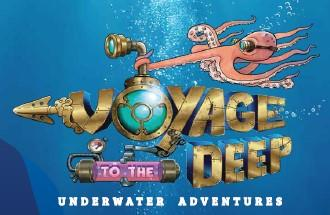 VOYAGE
TO THE
DEEP
UNDERWATER ADVENTURES